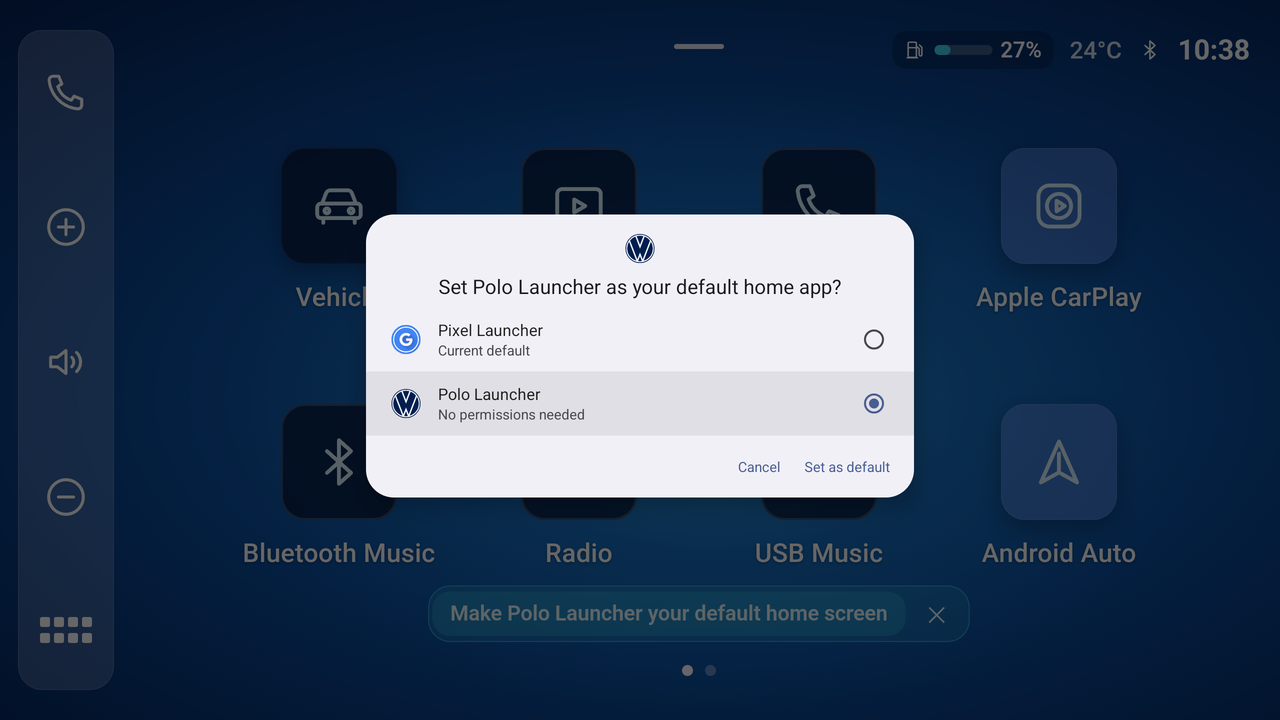 27%
24°C
10:38
Vehicl
Apple CarPlay
Set Polo Launcher as your default home app?
Pixel Launcher
Current default
Polo Launcher
No permissions needed
Cancel
Set as default
Bluetooth Music
Radio
USB Music
Android Auto
Make Polo Launcher your default home screen